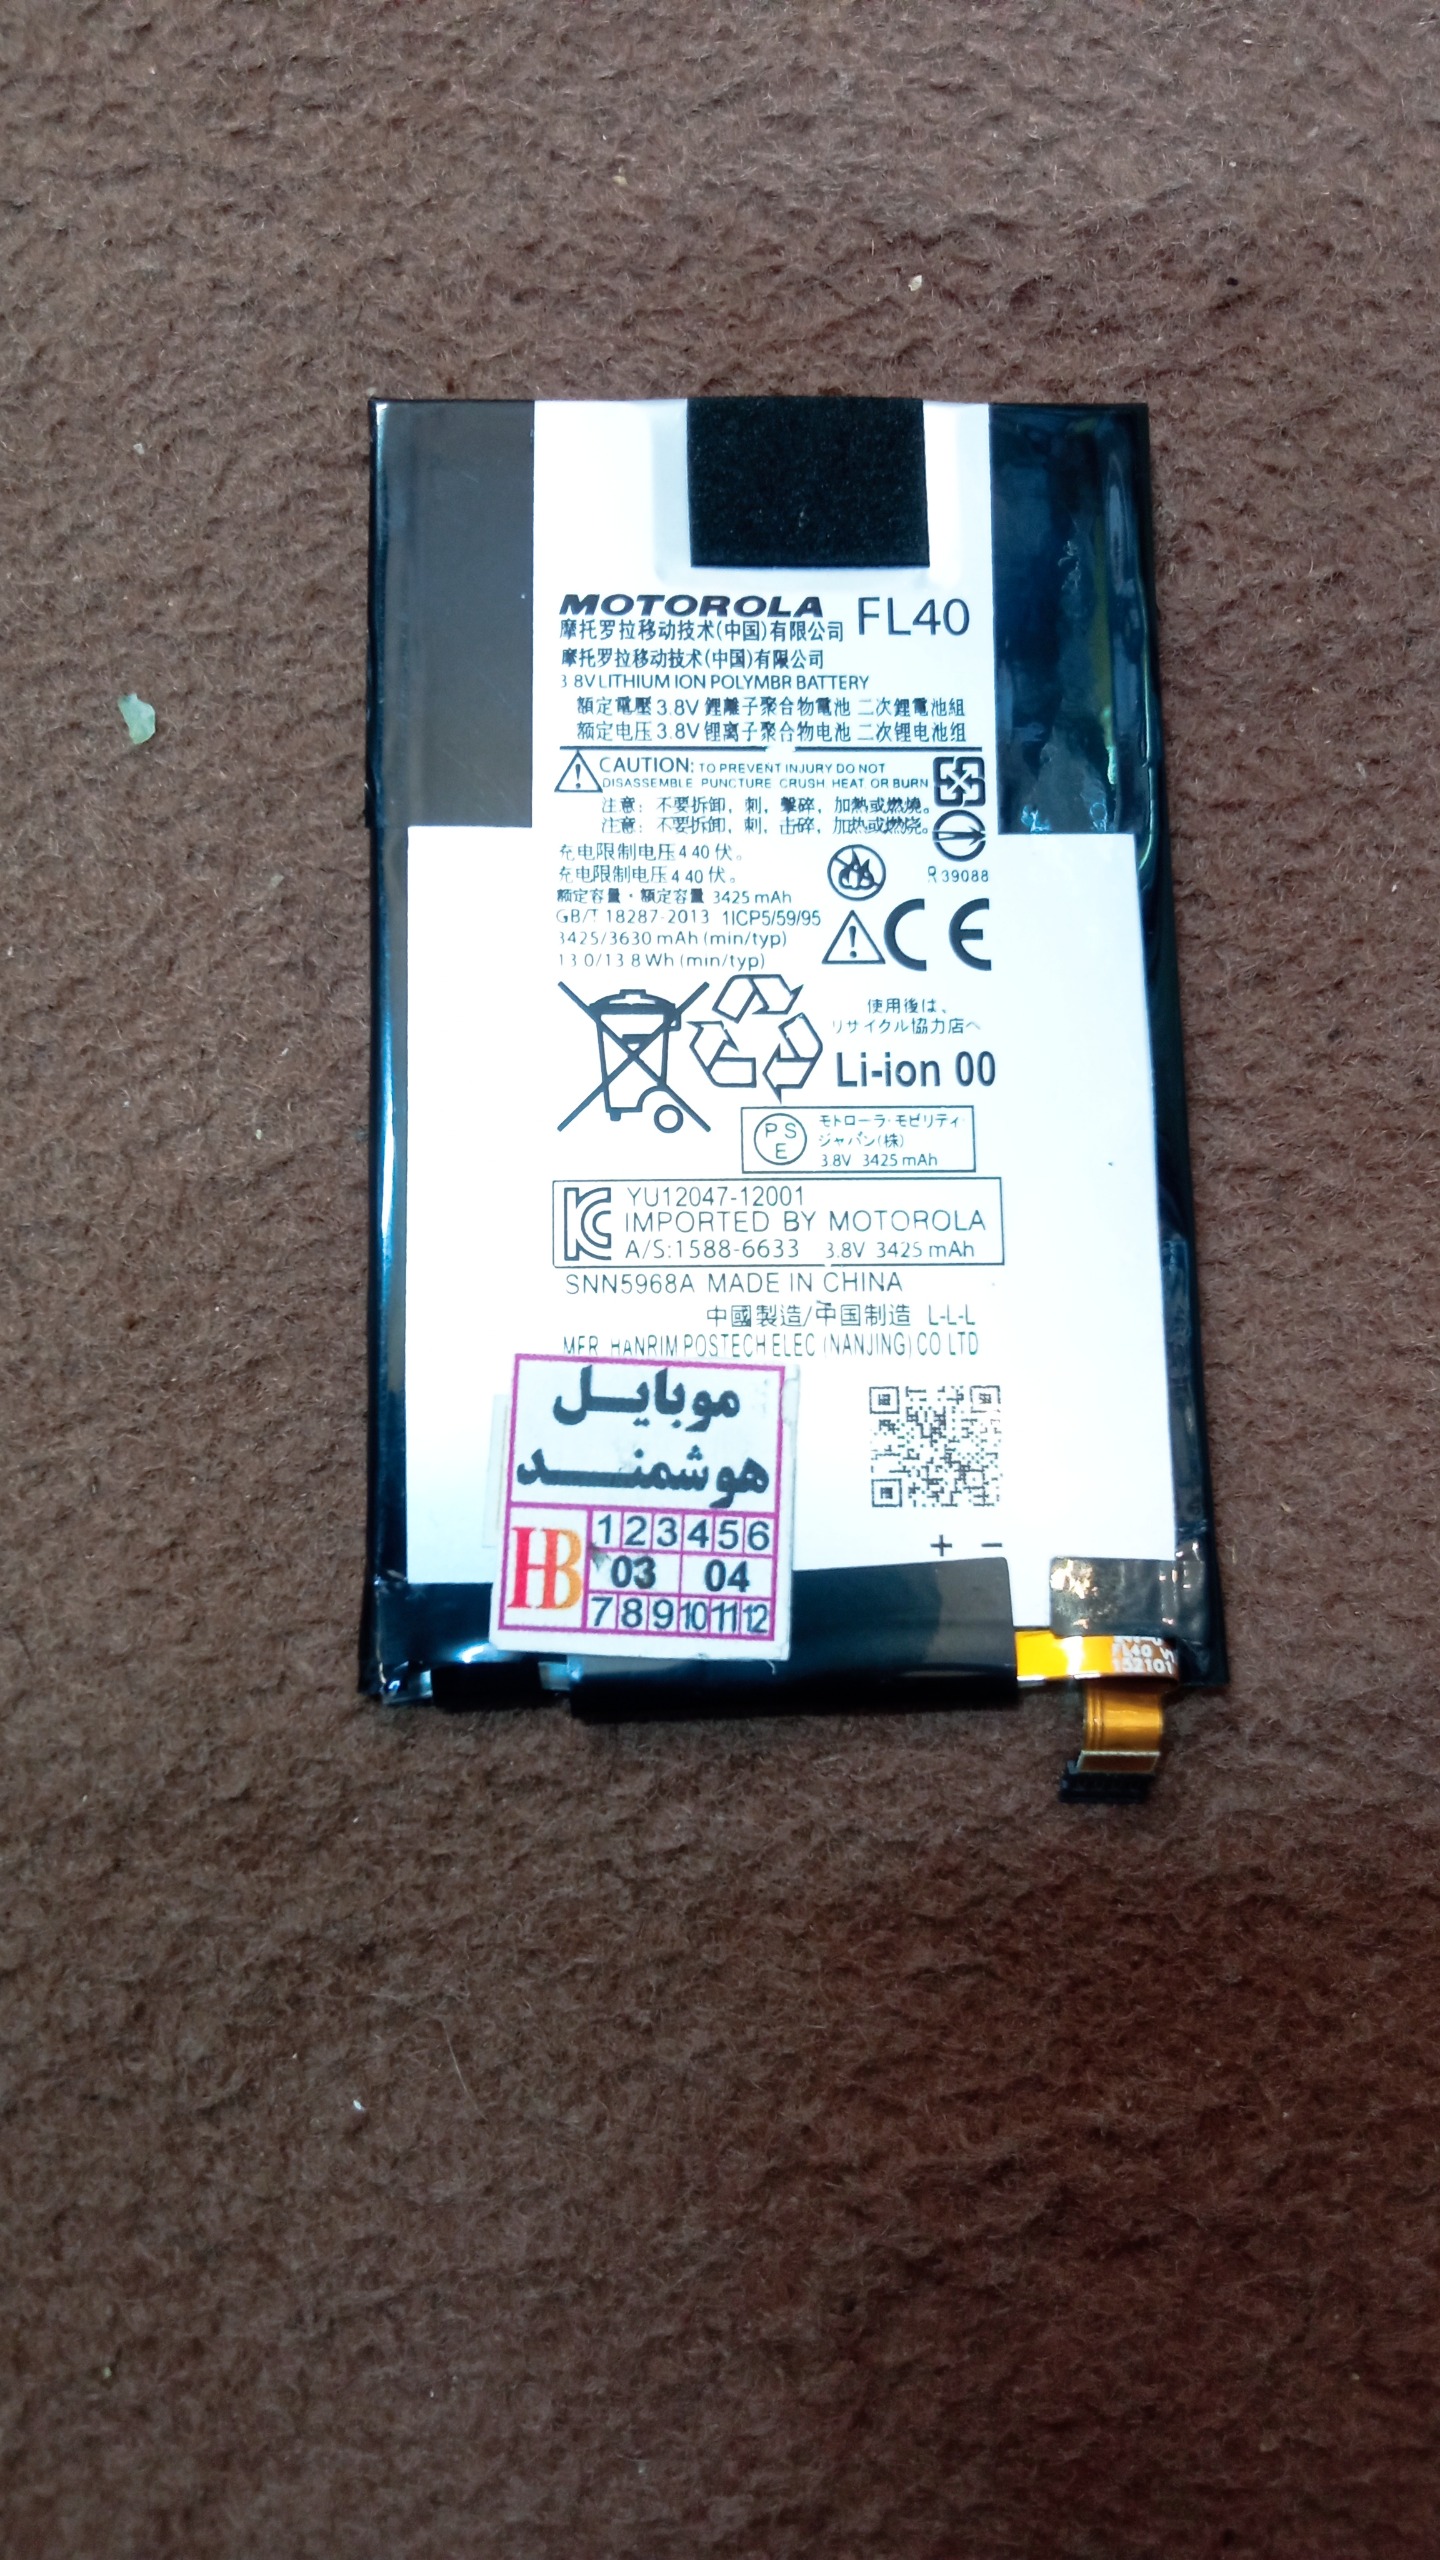 MOTOROLA FL40
摩托罗拉移动技术(中国)有限公司
摩托罗拉移动技术(中国)有限公司
3 8V LITHIUM ION POLYMBR BATTERY
額定電壓 3.8V 鋰離子聚合物電池 二次鋰電池組
额定电压 3.8V 锂离子聚合物电池 二次锂电池组
CAUTION: TO PREVENT INJURY DO NOT
DISASSEMBLE PUNCTURE CRUSH HEAT OR BURN
注意：不要拆卸，刺，擊碎，加熱或燃燒。
注意：不要拆卸，刺，击碎，加热或燃烧。
充电限制电压4 40 伏。
充电限制电压4 40 伏。
R 39088
额定容量・額定容量 3425 mAh
GB/T 18287-2013 1ICP5/59/95
3425/3630 mAh (min/typ)
13 0/13 8 Wh (min/typ)
CE
使用後は、
リサイクル協力店へ
Li-ion 00
PSE
モトローラ・モビリティ・
ジャパン(株)
3 8V 3425 mAh
KC YU12047-12001
IMPORTED BY MOTOROLA
A/S:1588-6633 3.8V 3425 mAh
SNN5968A MADE IN CHINA
中國製造/中国制造 L-L-L
MFR HANRIM POSTECH ELEC (NANJING) CO LTD
موبایل
هوشمند
HB
1 2 3 4 5 6
03 04
7 8 9 10 11 12
+ −
FL40
152101